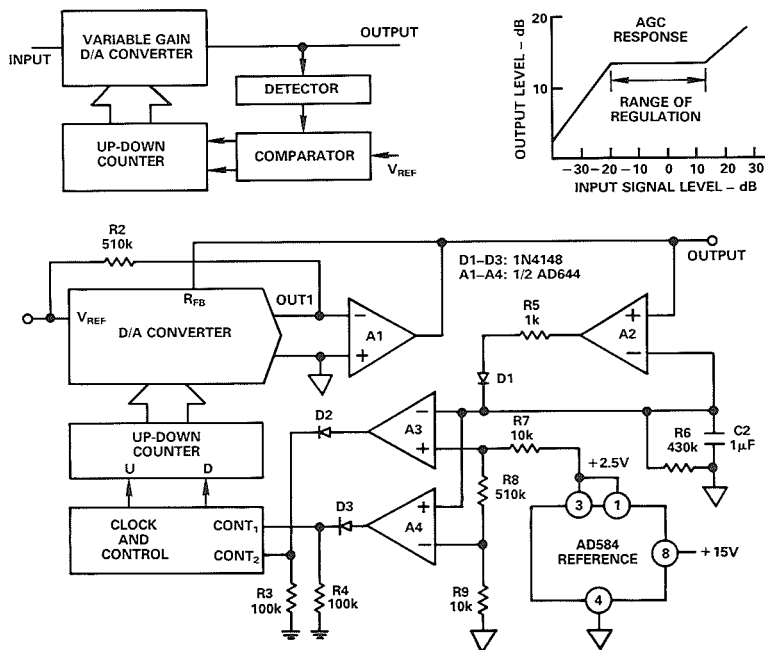 INPUT
VARIABLE GAIN
D/A CONVERTER
OUTPUT
DETECTOR
UP-DOWN
COUNTER
COMPARATOR
VREF
OUTPUT LEVEL – dB
20
10
0
AGC
RESPONSE
RANGE OF
REGULATION
–30 –20 –10 0 10 20 30
INPUT SIGNAL LEVEL – dB
R2
510k
RFB
D1–D3: 1N4148
A1–A4: 1/2 AD644
OUTPUT
VREF
D/A CONVERTER
OUT1
–
+
A1
R5
1k
+
–
A2
D1
UP-DOWN
COUNTER
U D
D2
–
+
A3
R7
10k
+2.5V
R6
430k
C2
1μF
R8
510k
CLOCK
AND
CONTROL
CONT1
CONT2
D3
+
–
A4
3
1
AD584
REFERENCE
8
+15V
4
R3
100k
R4
100k
R9
10k